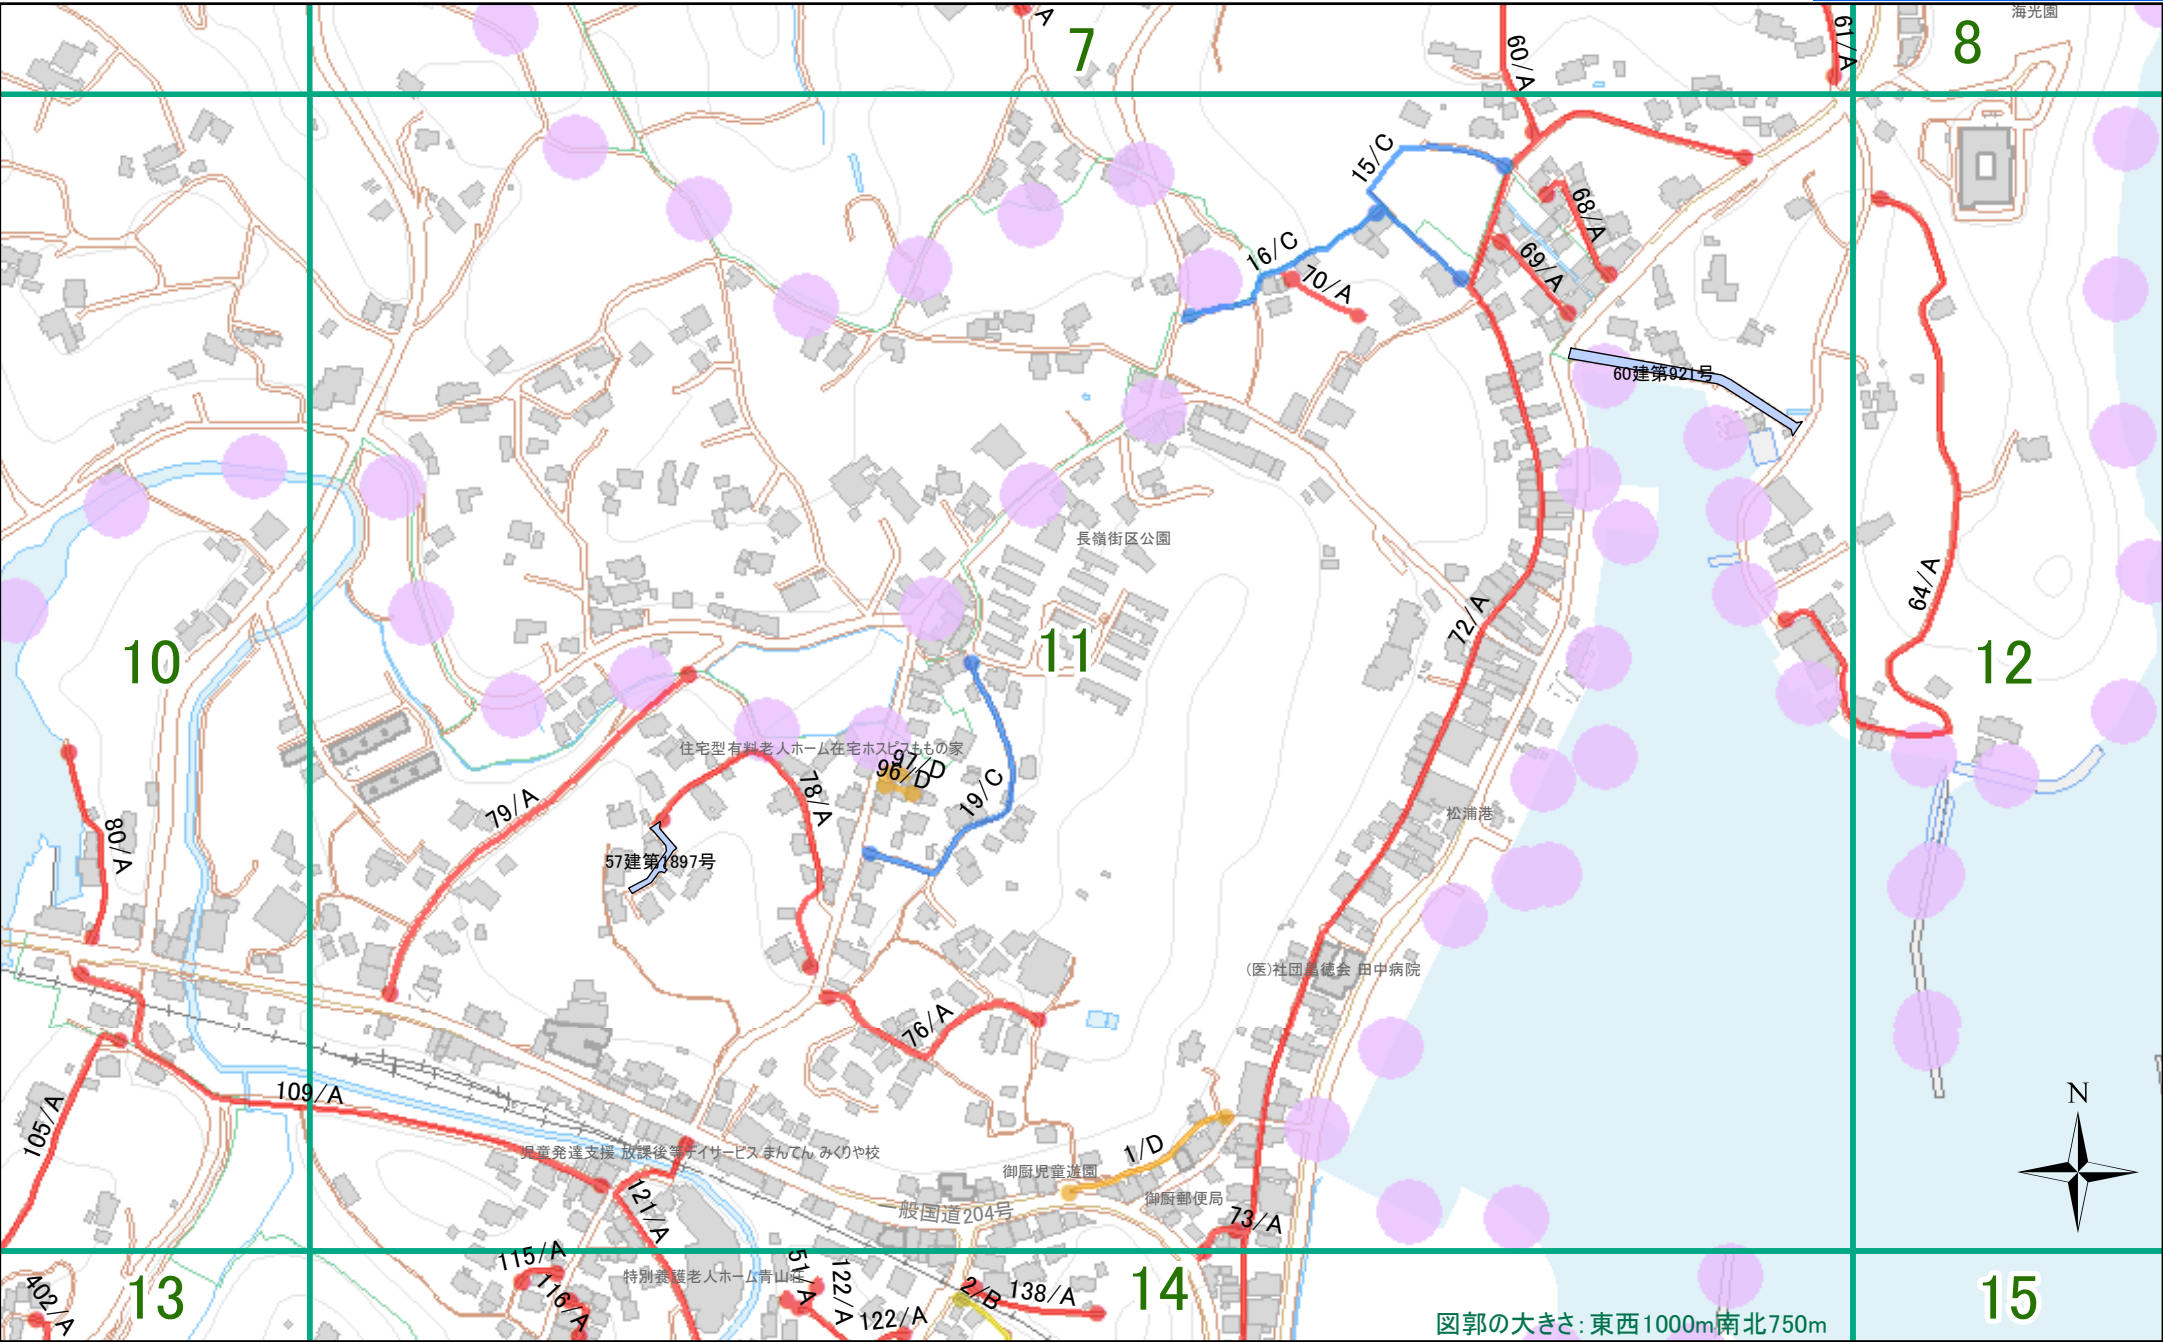 海光園
A
7
60/A
61/A
8
15/C
16/C
70/A
68/A
69/A
60建第921号
長嶺街区公園
64/A
72/A
10
11
12
住宅型有料老人ホーム在宅ホスピスももの家
97/D
96/D
78/A
19/C
79/A
80/A
松浦港
57建第1897号
(医)社団昌徳会 田中病院
76/A
109/A
105/A
N
児童発達支援 放課後等デイサービス まんてん みくりや校
1/D
御厨児童遊園
御厨郵便局
121/A
一般国道204号
73/A
115/A
116/A
特別養護老人ホーム青山荘
51/A
122/A
122/A
2/B
138/A
402/A
13
14
15
図郭の大きさ：東西1000m南北750m